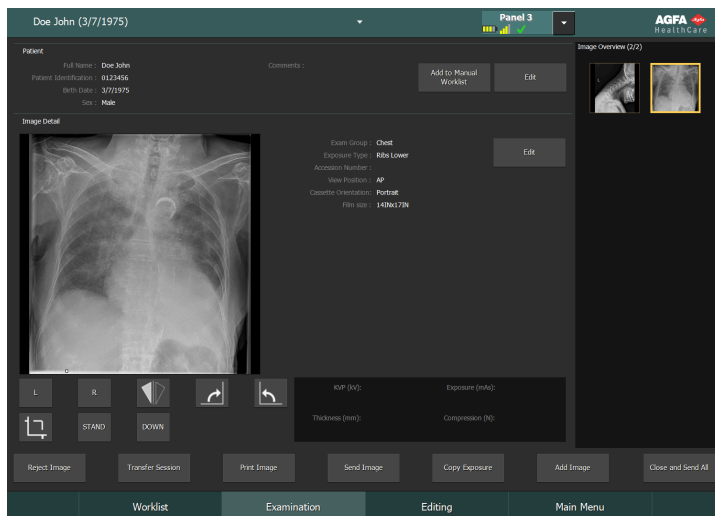 Doe John (3/7/1975)
Panel 3
AGFA
HealthCare
Patient
Full Name : Doe John
Comments :
Patient Identification : 0123456
Birth Date : 3/7/1975
Sex : Male
Add to Manual
Worklist
Edit
Image Overview (2/2)
L
Image Detail
Exam Group : Chest
Exposure Type : Ribs Lower
Accession Number :
View Position : AP
Cassette Orientation: Portrait
Film size : 14INx17IN
Edit
L
R
STAND
DOWN
KVP (kV):
Exposure (mAs):
Thickness (mm):
Compression (N):
Reject Image
Transfer Session
Print Image
Send Image
Copy Exposure
Add Image
Close and Send All
Worklist
Examination
Editing
Main Menu